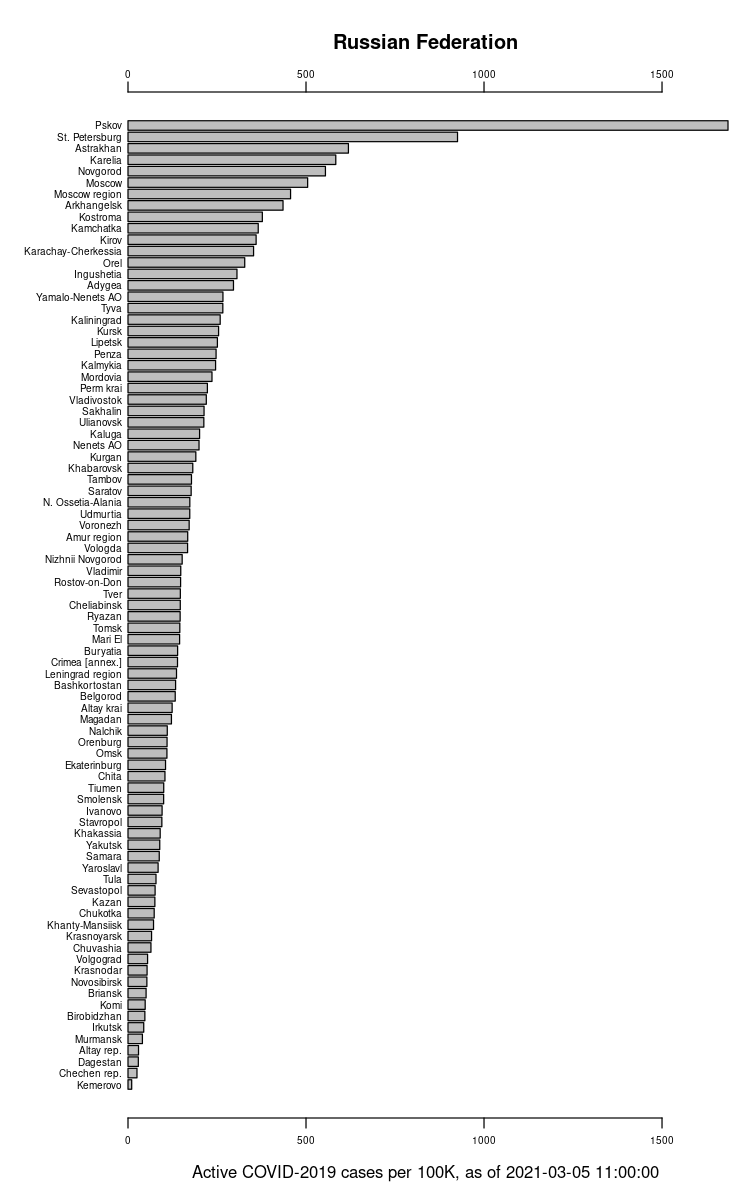 Russian Federation
0 500 1000 1500
Pskov
St. Petersburg
Astrakhan
Karelia
Novgorod
Moscow
Moscow region
Arkhangelsk
Kostroma
Kamchatka
Kirov
Karachay-Cherkessia
Orel
Ingushetia
Adygea
Yamalo-Nenets AO
Tyva
Kaliningrad
Kursk
Lipetsk
Penza
Kalmykia
Mordovia
Perm krai
Vladivostok
Sakhalin
Ulianovsk
Kaluga
Nenets AO
Kurgan
Khabarovsk
Tambov
Saratov
N. Ossetia-Alania
Udmurtia
Voronezh
Amur region
Vologda
Nizhnii Novgorod
Vladimir
Rostov-on-Don
Tver
Cheliabinsk
Ryazan
Tomsk
Mari El
Buryatia
Crimea [annex.]
Leningrad region
Bashkortostan
Belgorod
Altay krai
Magadan
Nalchik
Orenburg
Omsk
Ekaterinburg
Chita
Tiumen
Smolensk
Ivanovo
Stavropol
Khakassia
Yakutsk
Samara
Yaroslavl
Tula
Sevastopol
Kazan
Chukotka
Khanty-Mansiisk
Krasnoyarsk
Chuvashia
Volgograd
Krasnodar
Novosibirsk
Briansk
Komi
Birobidzhan
Irkutsk
Murmansk
Altay rep.
Dagestan
Chechen rep.
Kemerovo
0 500 1000 1500
Active COVID-2019 cases per 100K, as of 2021-03-05 11:00:00